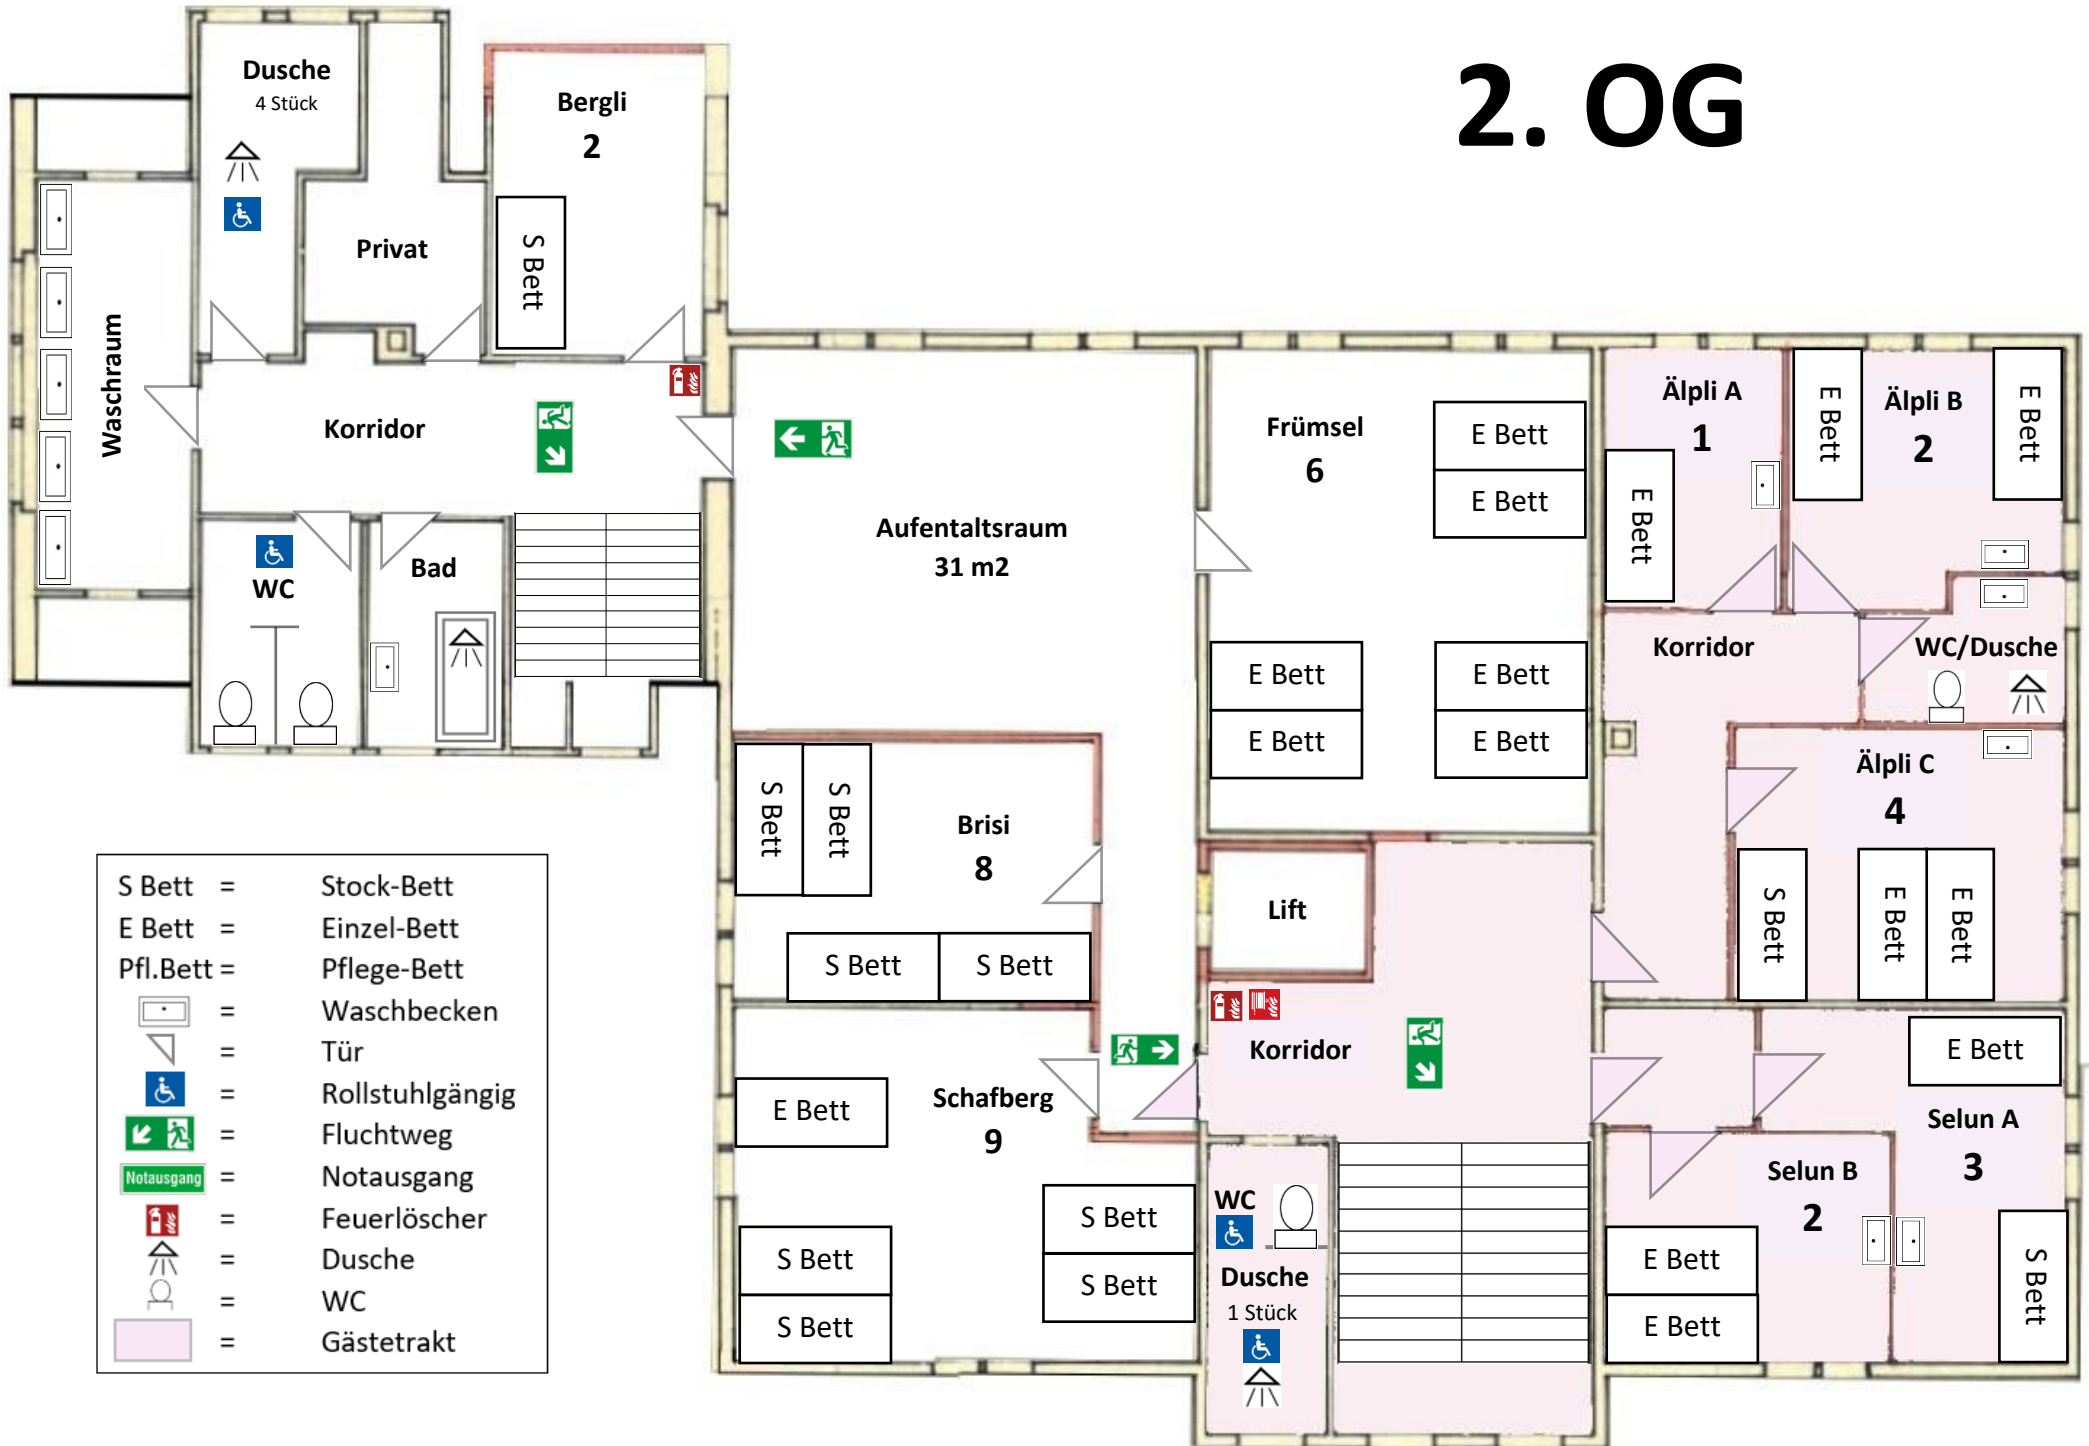 2. OG
Dusche
4 Stück
Bergli
2
S Bett
Privat
Waschraum
Korridor
WC
Bad
Aufentaltsraum
31 m2
Frümsel
6
E Bett
E Bett
E Bett
E Bett
E Bett
E Bett
Älpli A
1
E Bett
Älpli B
2
E Bett
E Bett
Korridor
WC/Dusche
Älpli C
4
S Bett
E Bett
E Bett
Brisi
8
S Bett
S Bett
S Bett
S Bett
Lift
Korridor
Schafberg
9
E Bett
S Bett
S Bett
S Bett
S Bett
WC
Dusche
1 Stück
Selun A
3
E Bett
S Bett
Selun B
2
E Bett
E Bett
S Bett = Stock-Bett
E Bett = Einzel-Bett
Pfl.Bett = Pflege-Bett
= Waschbecken
= Tür
= Rollstuhlgängig
= Fluchtweg
Notausgang = Notausgang
= Feuerlöscher
= Dusche
= WC
= Gästetrakt